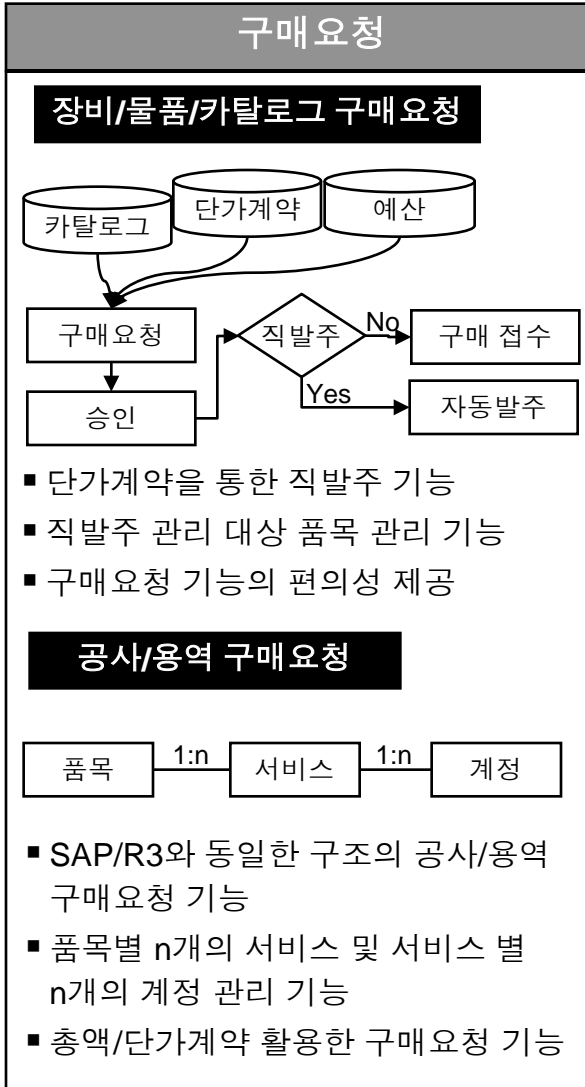 구매요청
장비/물품/카탈로그 구매요청
카탈로그
단가계약
예산
구매요청
직발주
No
구매 접수
승인
Yes
자동발주
▪ 단가계약을 통한 직발주 기능
▪ 직발주 관리 대상 품목 관리 기능
▪ 구매요청 기능의 편의성 제공
공사/용역 구매요청
품목 1:n 서비스 1:n 계정
▪ SAP/R3와 동일한 구조의 공사/용역
구매요청 기능
▪ 품목별 n개의 서비스 및 서비스 별
n개의 계정 관리 기능
▪ 총액/단가계약 활용한 구매요청 기능